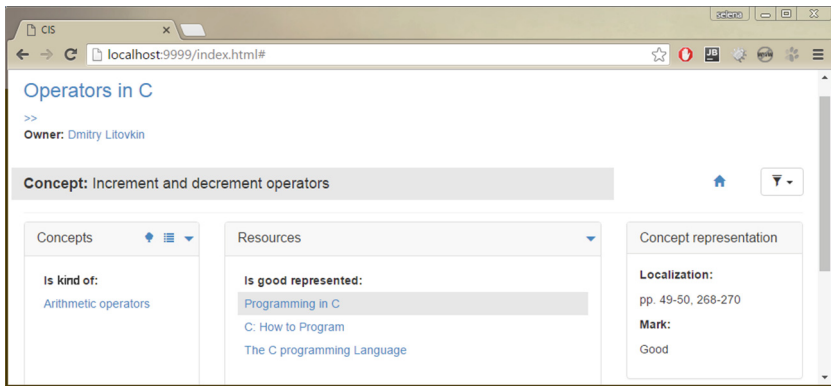 selena
CIS
localhost:9999/index.html#
JB
Operators in C
>>
Owner: Dmitry Litovkin
Concept: Increment and decrement operators
Concepts
Resources
Concept representation
Is kind of:
Arithmetic operators
Is good represented:
Programming in C
C: How to Program
The C programming Language
Localization:
pp. 49-50, 268-270
Mark:
Good